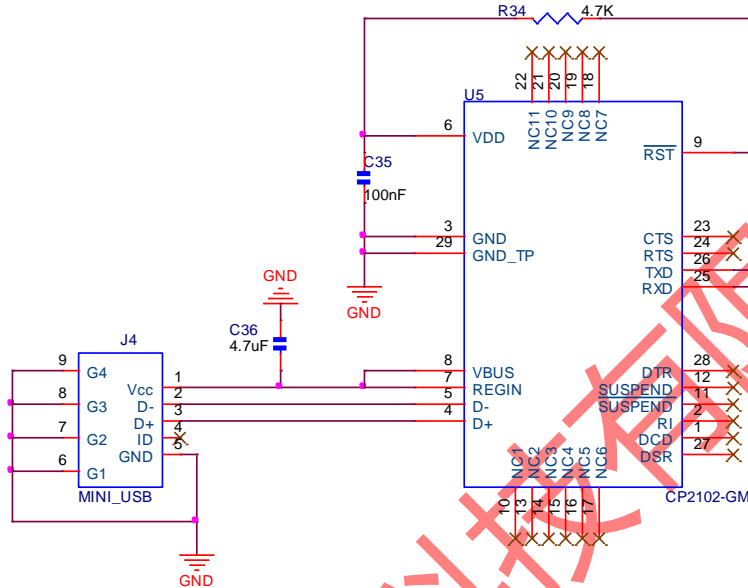 R34 4.7K
22
21
20
19
18
U5
NC11
NC10
NC9
NC8
NC7
6 VDD
RST 9
C35
100nF
3 GND
29 GND_TP
CTS 23
RTS 24
TXD 26
RXD 25
GND
GND
C36
4.7uF
J4
9 G4
8 G3
7 G2
6 G1
Vcc 1
D- 2
D+ 3
ID 4
GND 5
MINI_USB
8 VBUS
7 REGIN
5 D-
4 D+
DTR 28
SUSPEND 12
SUSPEND 11
RI 2
DCD 1
DSR 27
NC1
NC2
NC3
NC4
NC5
NC6
10
13
14
15
16
17
CP2102-GM
GND
科技有限